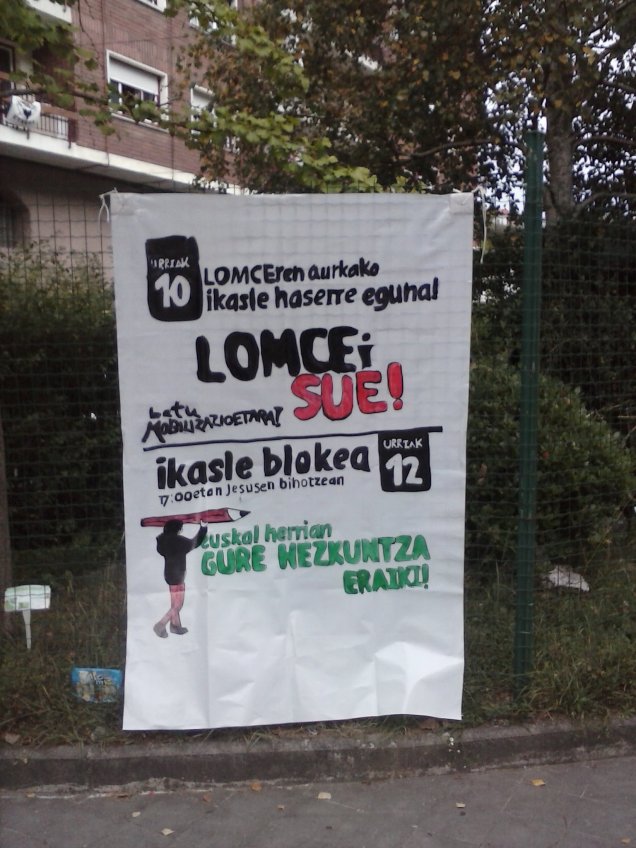 URRIAK
10
LOMCEren aurkako
ikasle haserre eguna!
LOMCEi
SUE!
Batu
MOBILIZAZIOETARA!
ikasle blokea
URRIAK
12
17:00etan Jesusen bihotzean
euskal herrian
GURE HEZKUNTZA
ERAIKI!